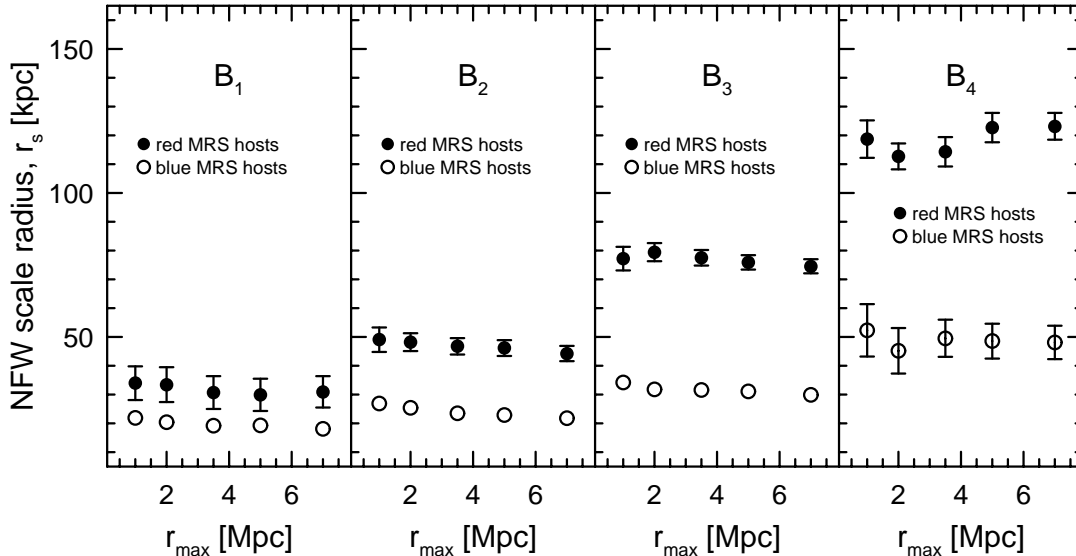 NFW scale radius, r_s [kpc]
150
100
50
B_1
red MRS hosts
blue MRS hosts
2 4 6
r_max [Mpc]
B_2
red MRS hosts
blue MRS hosts
2 4 6
r_max [Mpc]
B_3
red MRS hosts
blue MRS hosts
2 4 6
r_max [Mpc]
B_4
red MRS hosts
blue MRS hosts
2 4 6
r_max [Mpc]